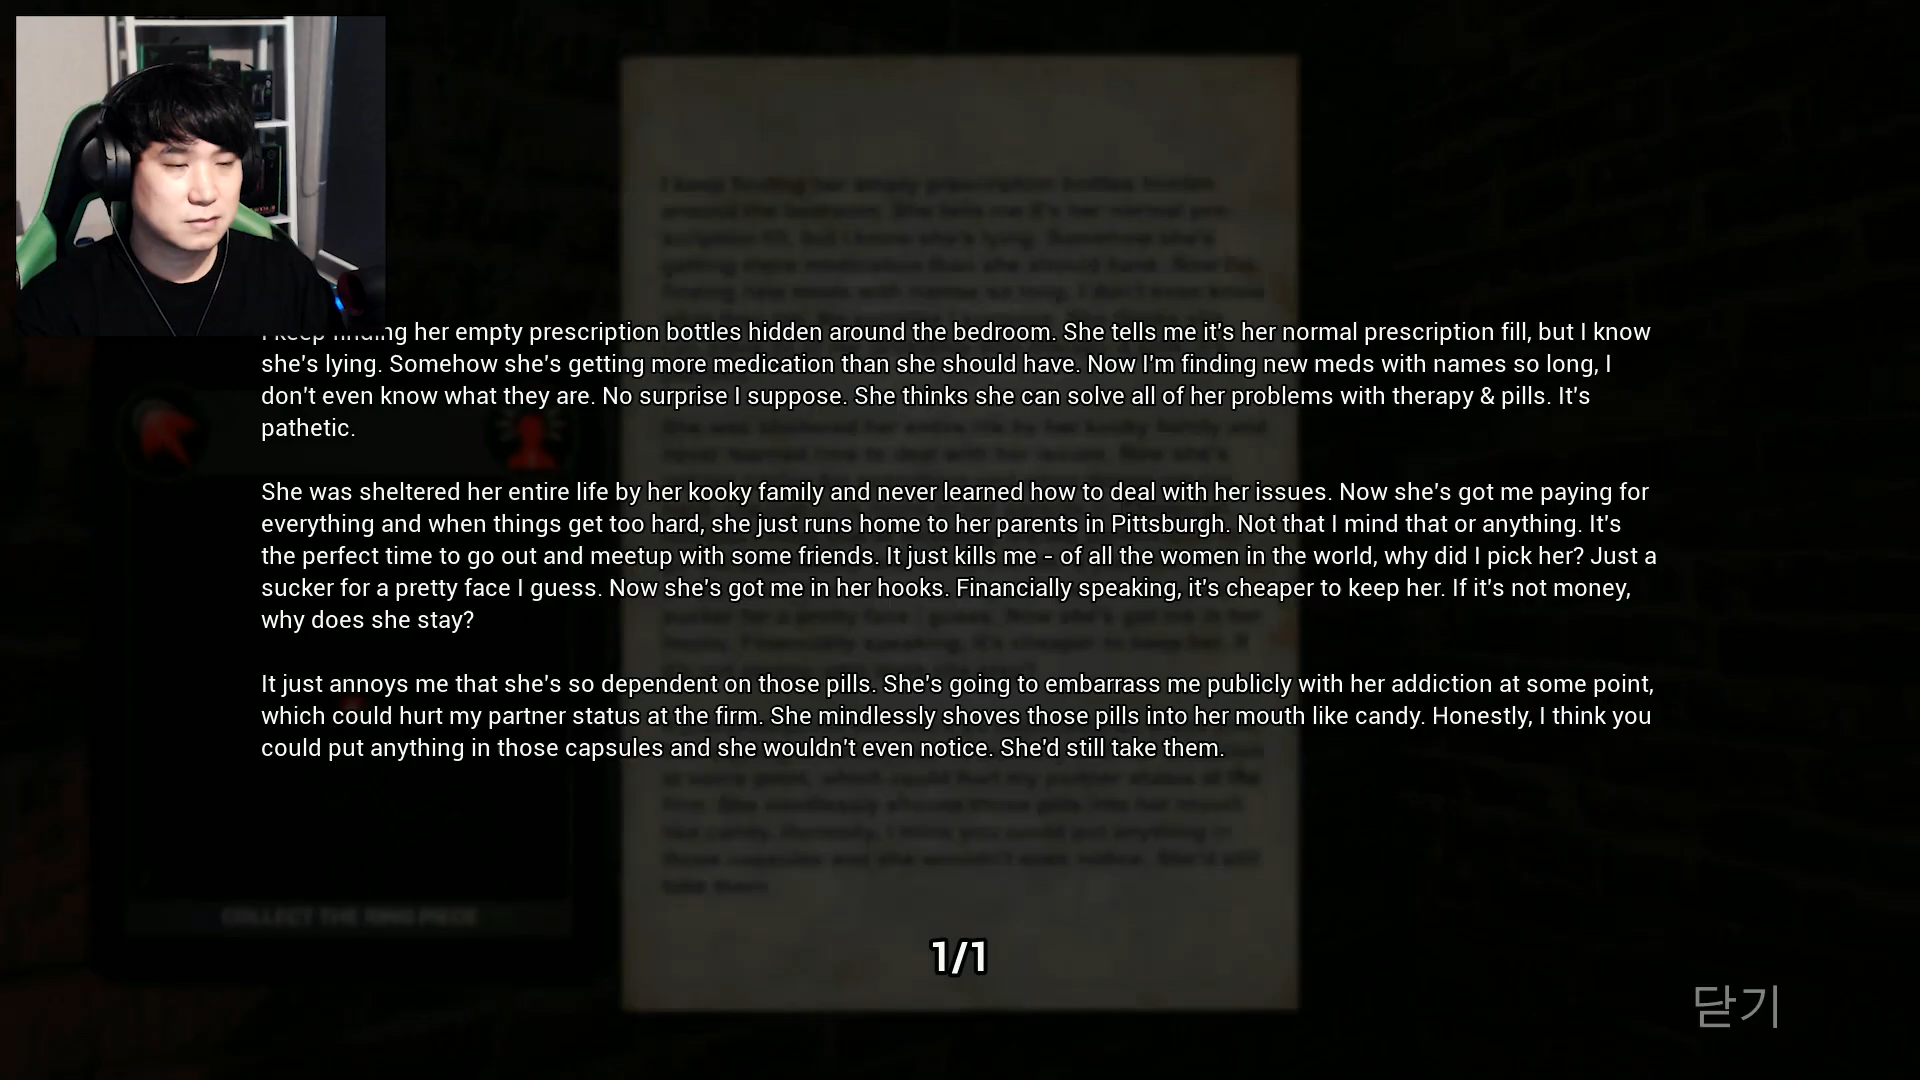 I keep finding her empty prescription bottles hidden around the bedroom. She tells me it's her normal prescription fill, but I know
she's lying. Somehow she's getting more medication than she should have. Now I'm finding new meds with names so long, I
don't even know what they are. No surprise I suppose. She thinks she can solve all of her problems with therapy & pills. It's
pathetic.
She was sheltered her entire life by her kooky family and never learned how to deal with her issues. Now she's got me paying for
everything and when things get too hard, she just runs home to her parents in Pittsburgh. Not that I mind that or anything. It's
the perfect time to go out and meetup with some friends. It just kills me - of all the women in the world, why did I pick her? Just a
sucker for a pretty face I guess. Now she's got me in her hooks. Financially speaking, it's cheaper to keep her. If it's not money,
why does she stay?
It just annoys me that she's so dependent on those pills. She's going to embarrass me publicly with her addiction at some point,
which could hurt my partner status at the firm. She mindlessly shoves those pills into her mouth like candy. Honestly, I think you
could put anything in those capsules and she wouldn't even notice. She'd still take them.
COLLECT THE RING PIECE
1/1
닫기